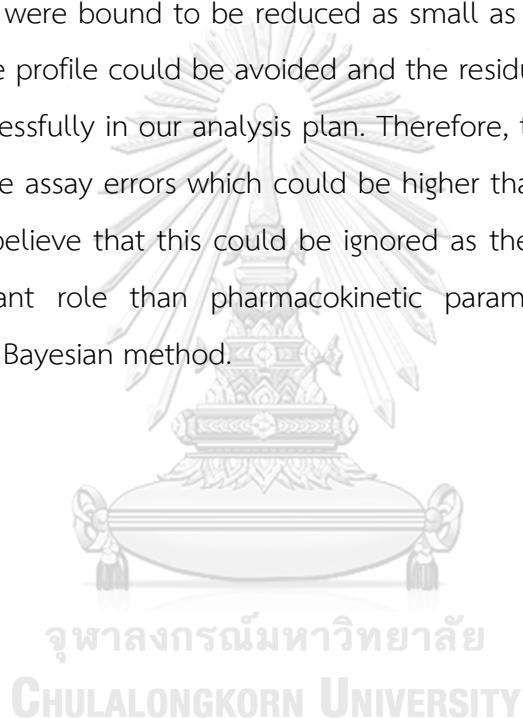 were bound to be reduced as small as
e profile could be avoided and the residu
essfully in our analysis plan. Therefore, t
e assay errors which could be higher tha
believe that this could be ignored as the
ant role than pharmacokinetic param
Bayesian method.
จุฬาลงกรณ์มหาวิทยาลัย
CHULALONGKORN UNIVERSITY